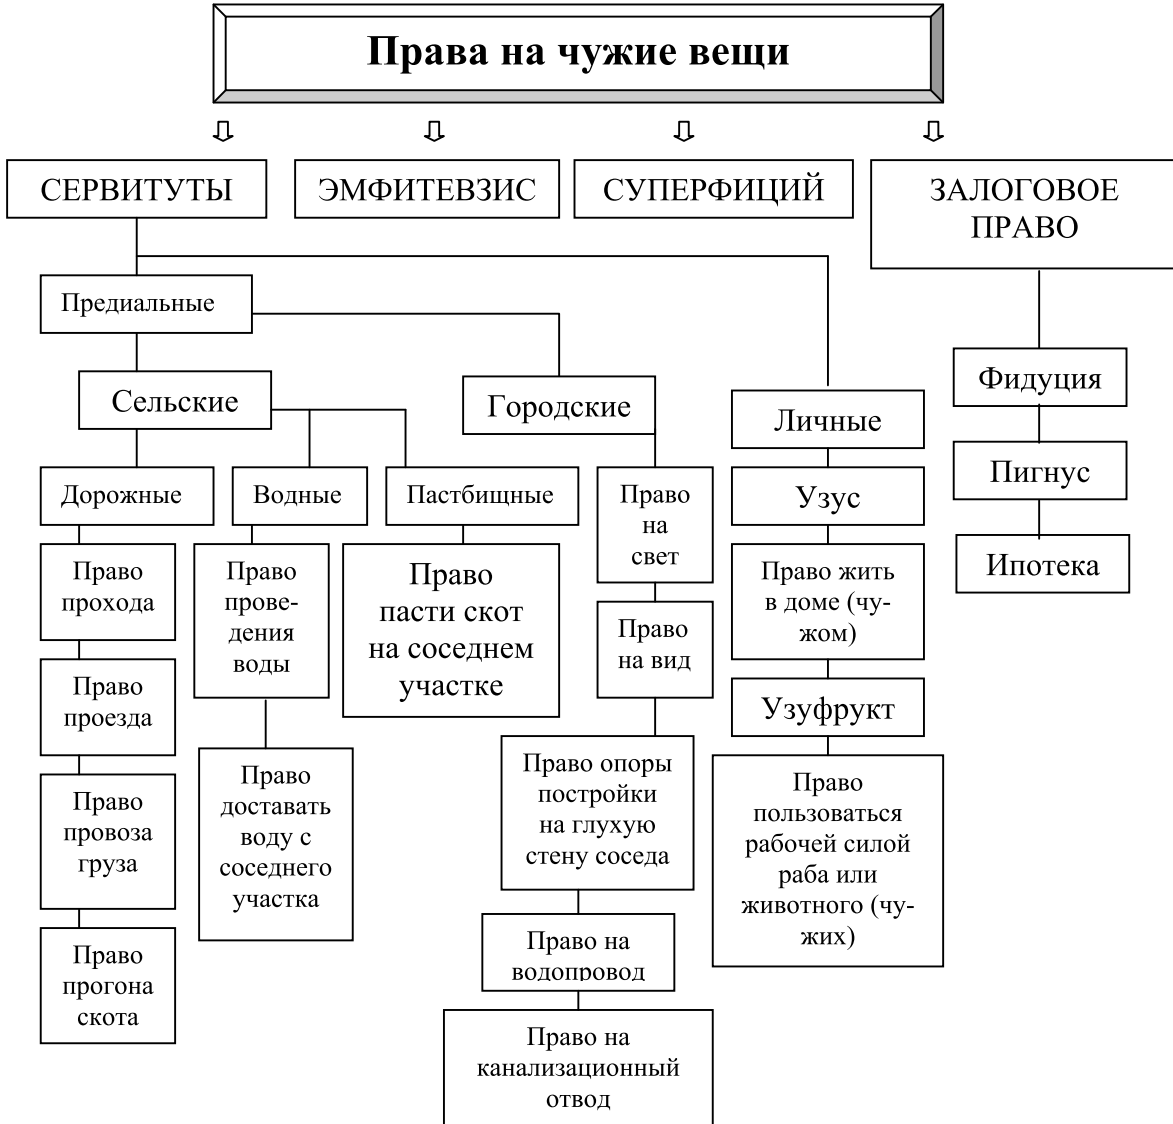 Права на чужие вещи
СЕРВИТУТЫ
ЭМФИТЕВЗИС
СУПЕРФИЦИЙ
ЗАЛОГОВОЕ
ПРАВО
Предиальные
Сельские
Городские
Личные
Фидуция
Пигнус
Ипотека
Дорожные
Водные
Пастбищные
Право
прохода
Право
проезда
Право
провоза
груза
Право
прогона
скота
Право
прове-
дения
воды
Право
доставать
воду с
соседнего
участка
Право
пасти скот
на соседнем
участке
Право
на
свет
Право
на вид
Право опоры
постройки
на глухую
стену соседа
Право на
водопровод
Право на
канализационный
отвод
Узус
Право жить
в доме (чу-
жом)
Узуфрукт
Право
пользоваться
рабочей силой
раба или
животного (чу-
жих)